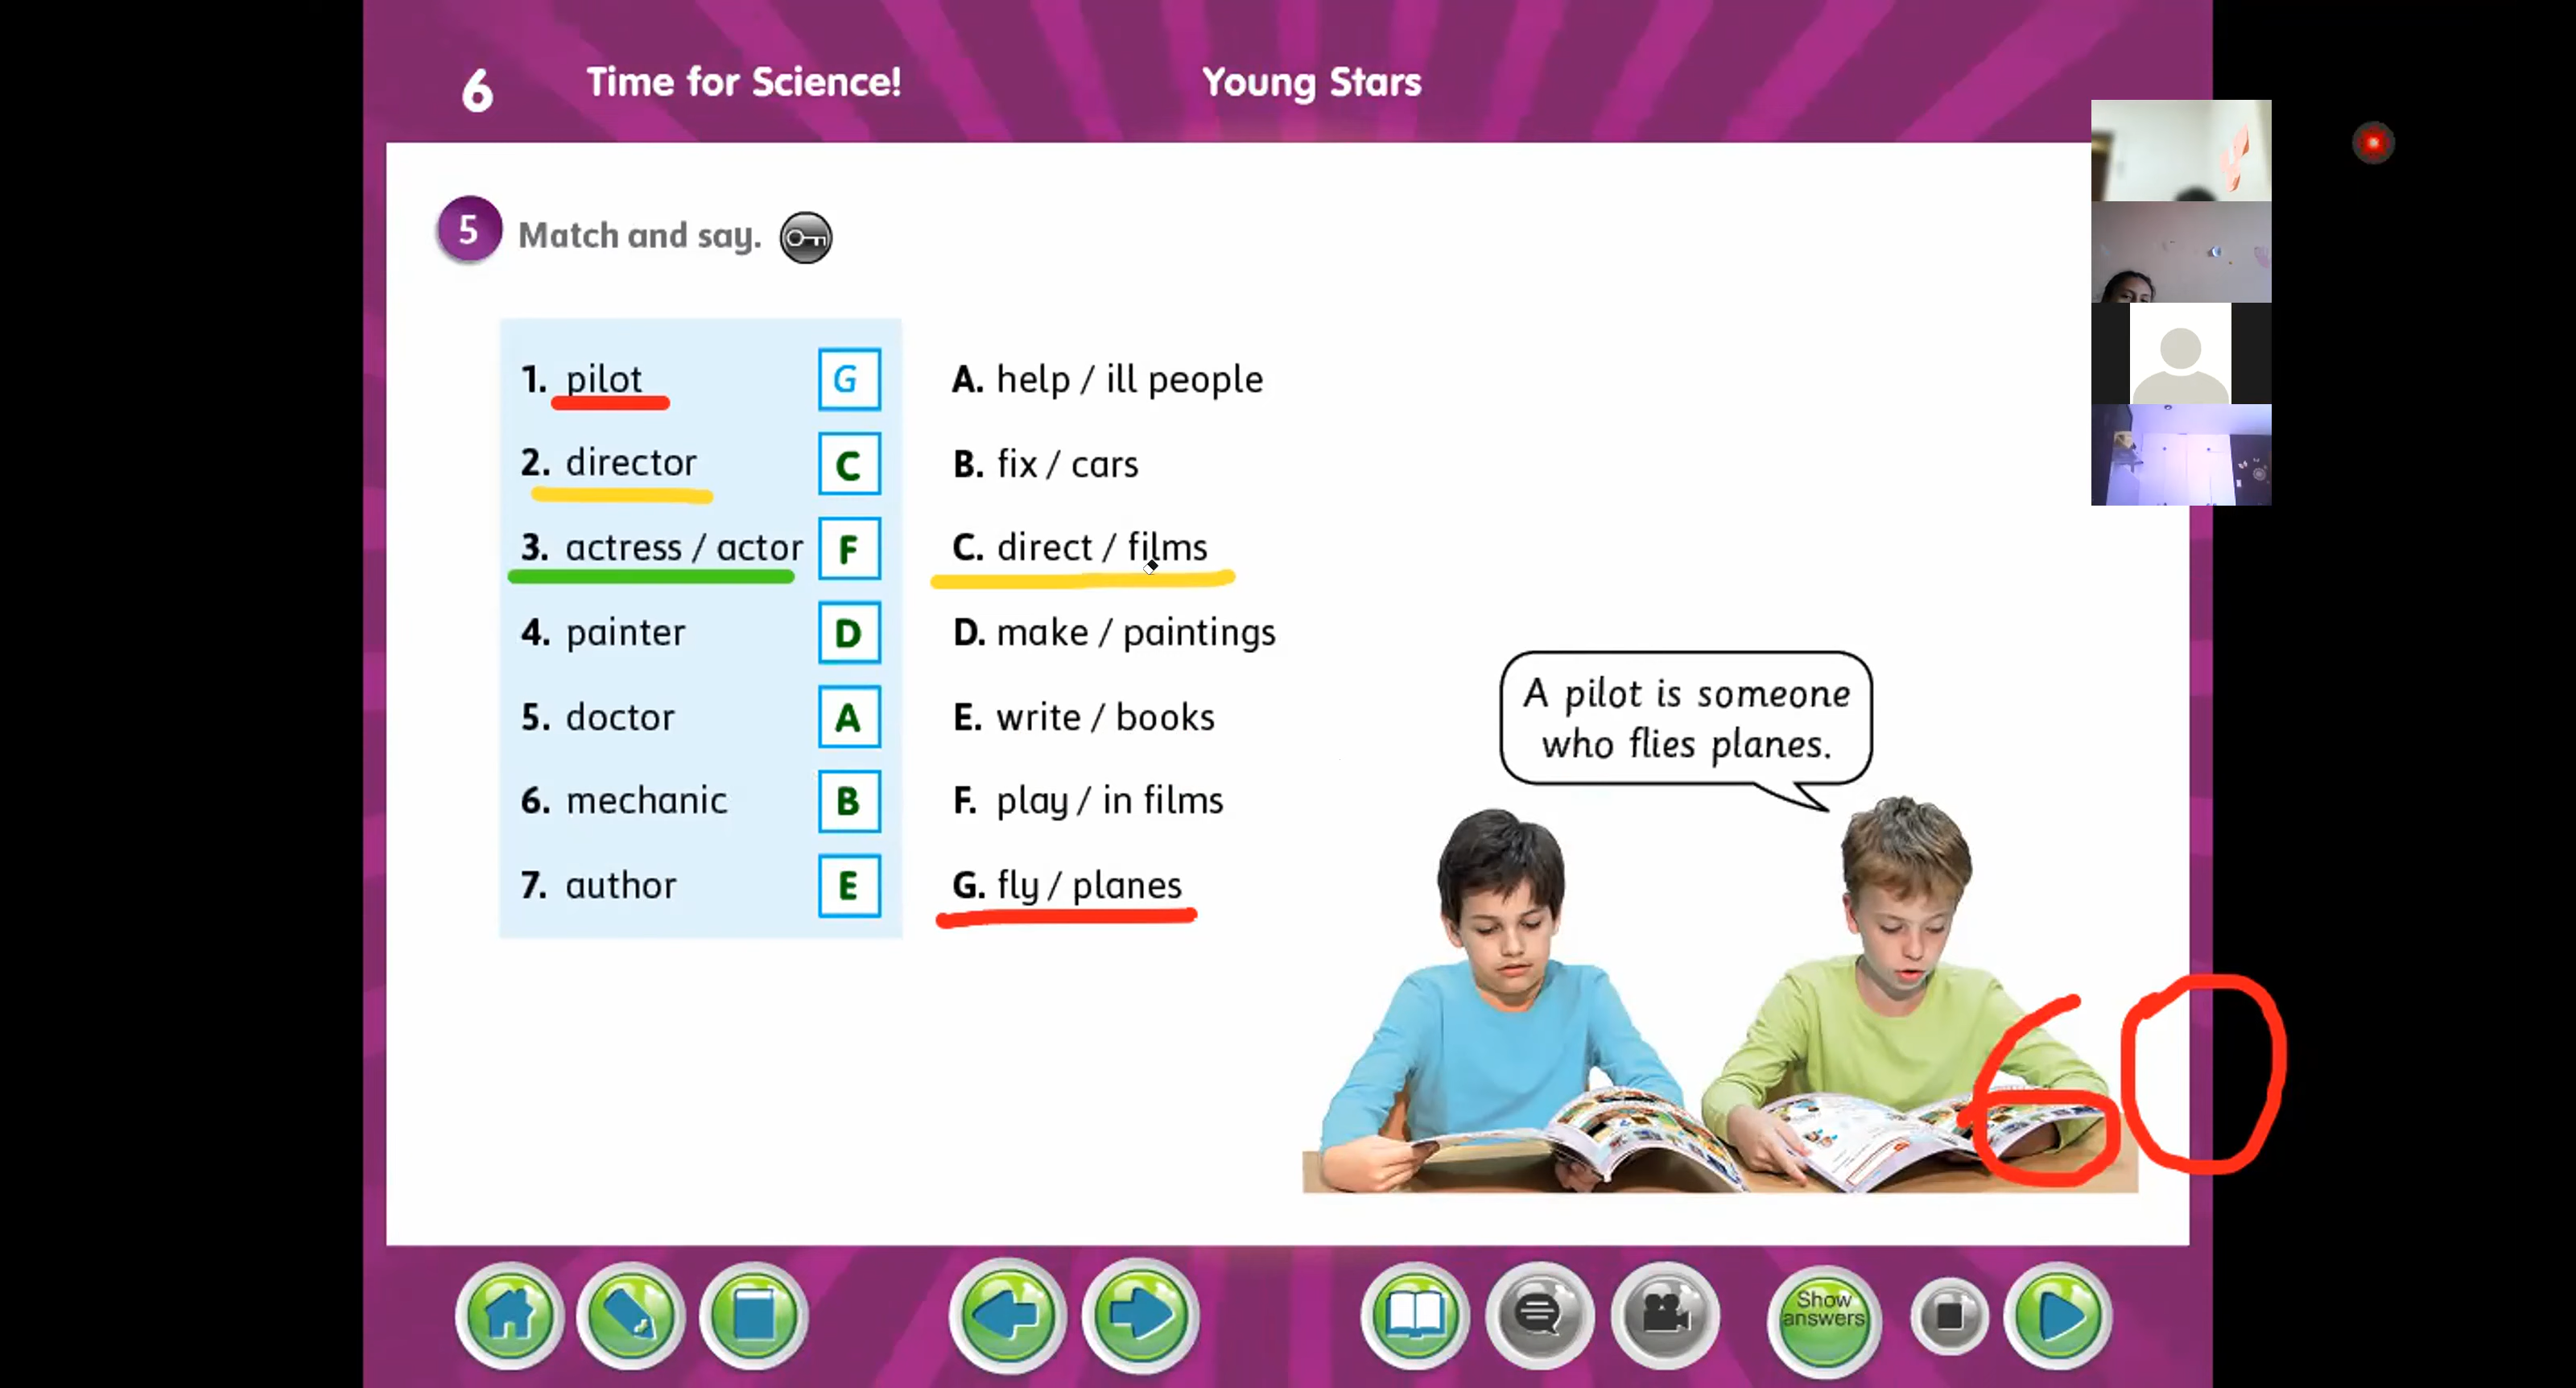 6 Time for Science! Young Stars
5 Match and say.
1. pilot G A. help / ill people
2. director C B. fix / cars
3. actress / actor F C. direct / films
4. painter D D. make / paintings
5. doctor A E. write / books
6. mechanic B F. play / in films
7. author E G. fly / planes
A pilot is someone
who flies planes.
60
Show
answers